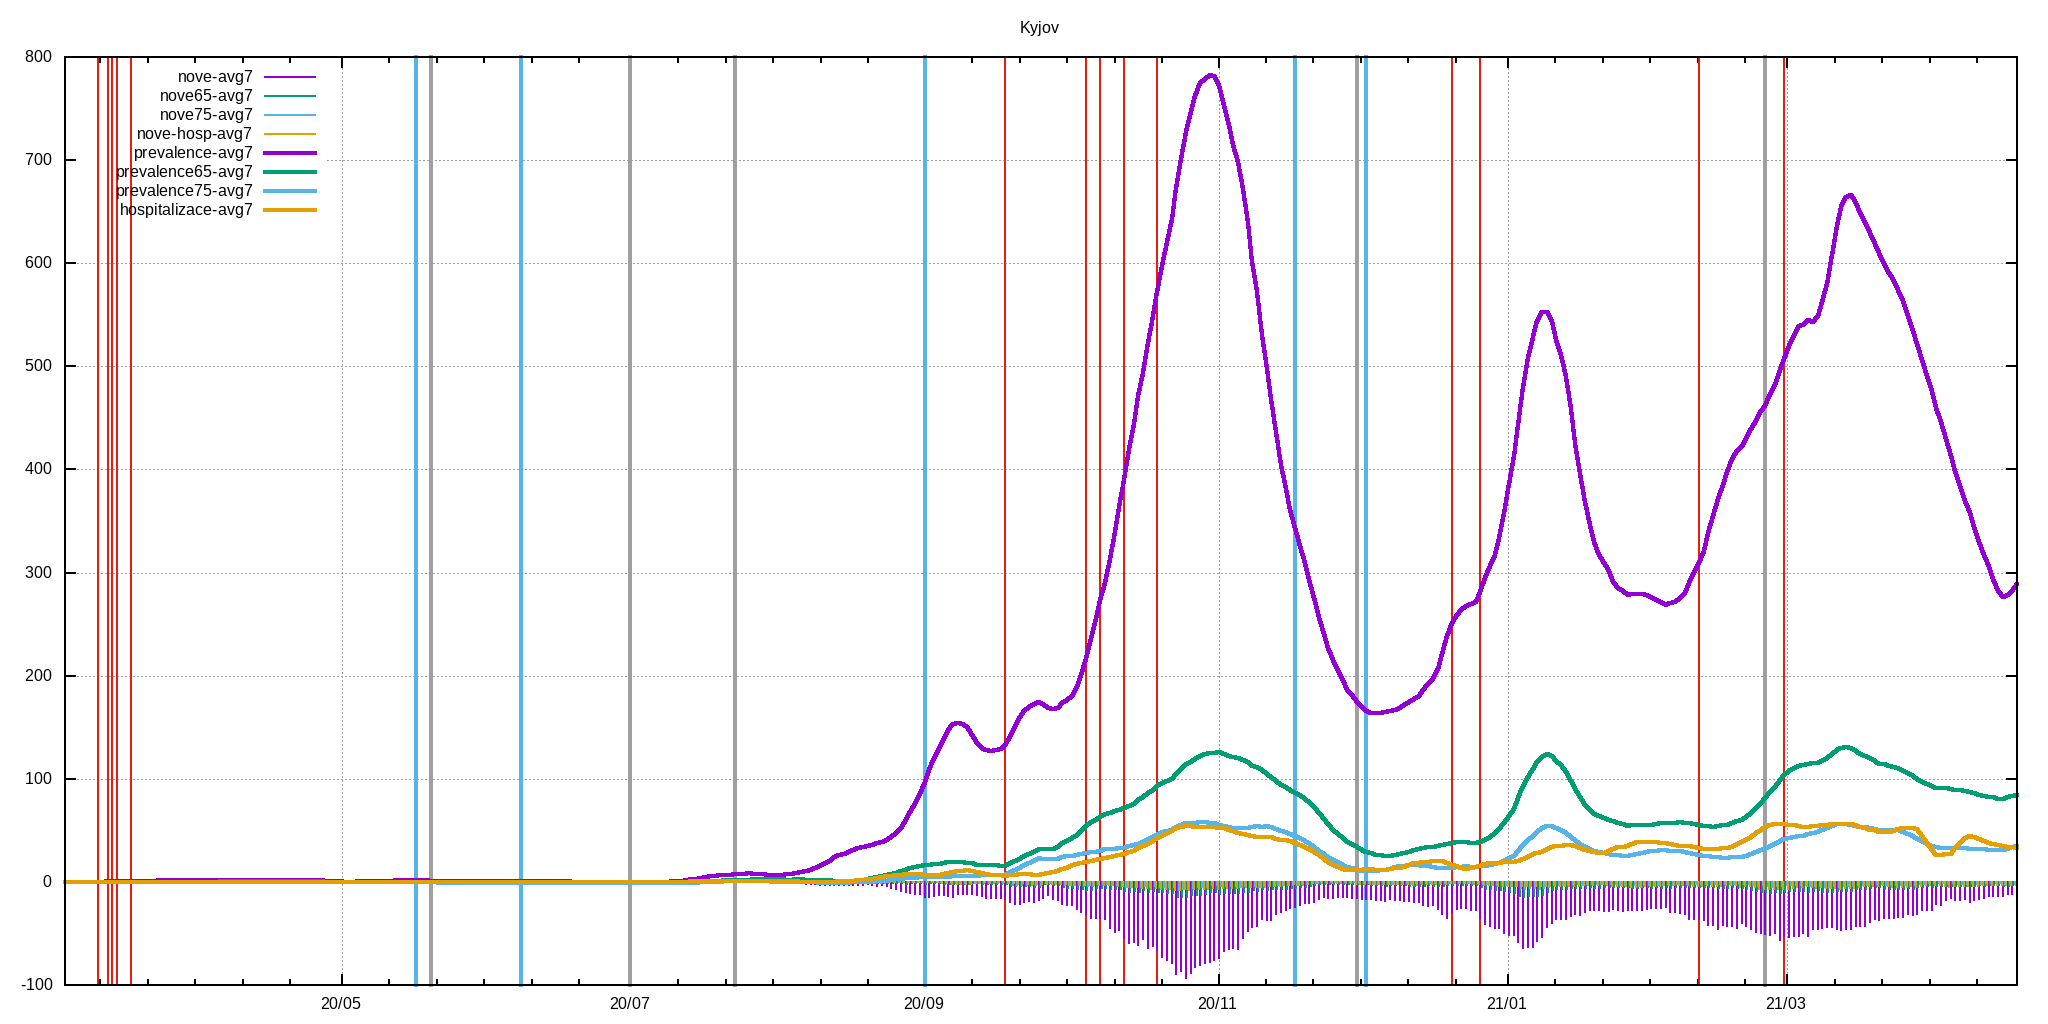 Kyjov
800
700
600
500
400
300
200
100
0
-100
nove-avg7
nove65-avg7
nove75-avg7
nove-hosp-avg7
prevalence-avg7
prevalence65-avg7
prevalence75-avg7
hospitalizace-avg7
20/05 20/07 20/09 20/11 21/01 21/03